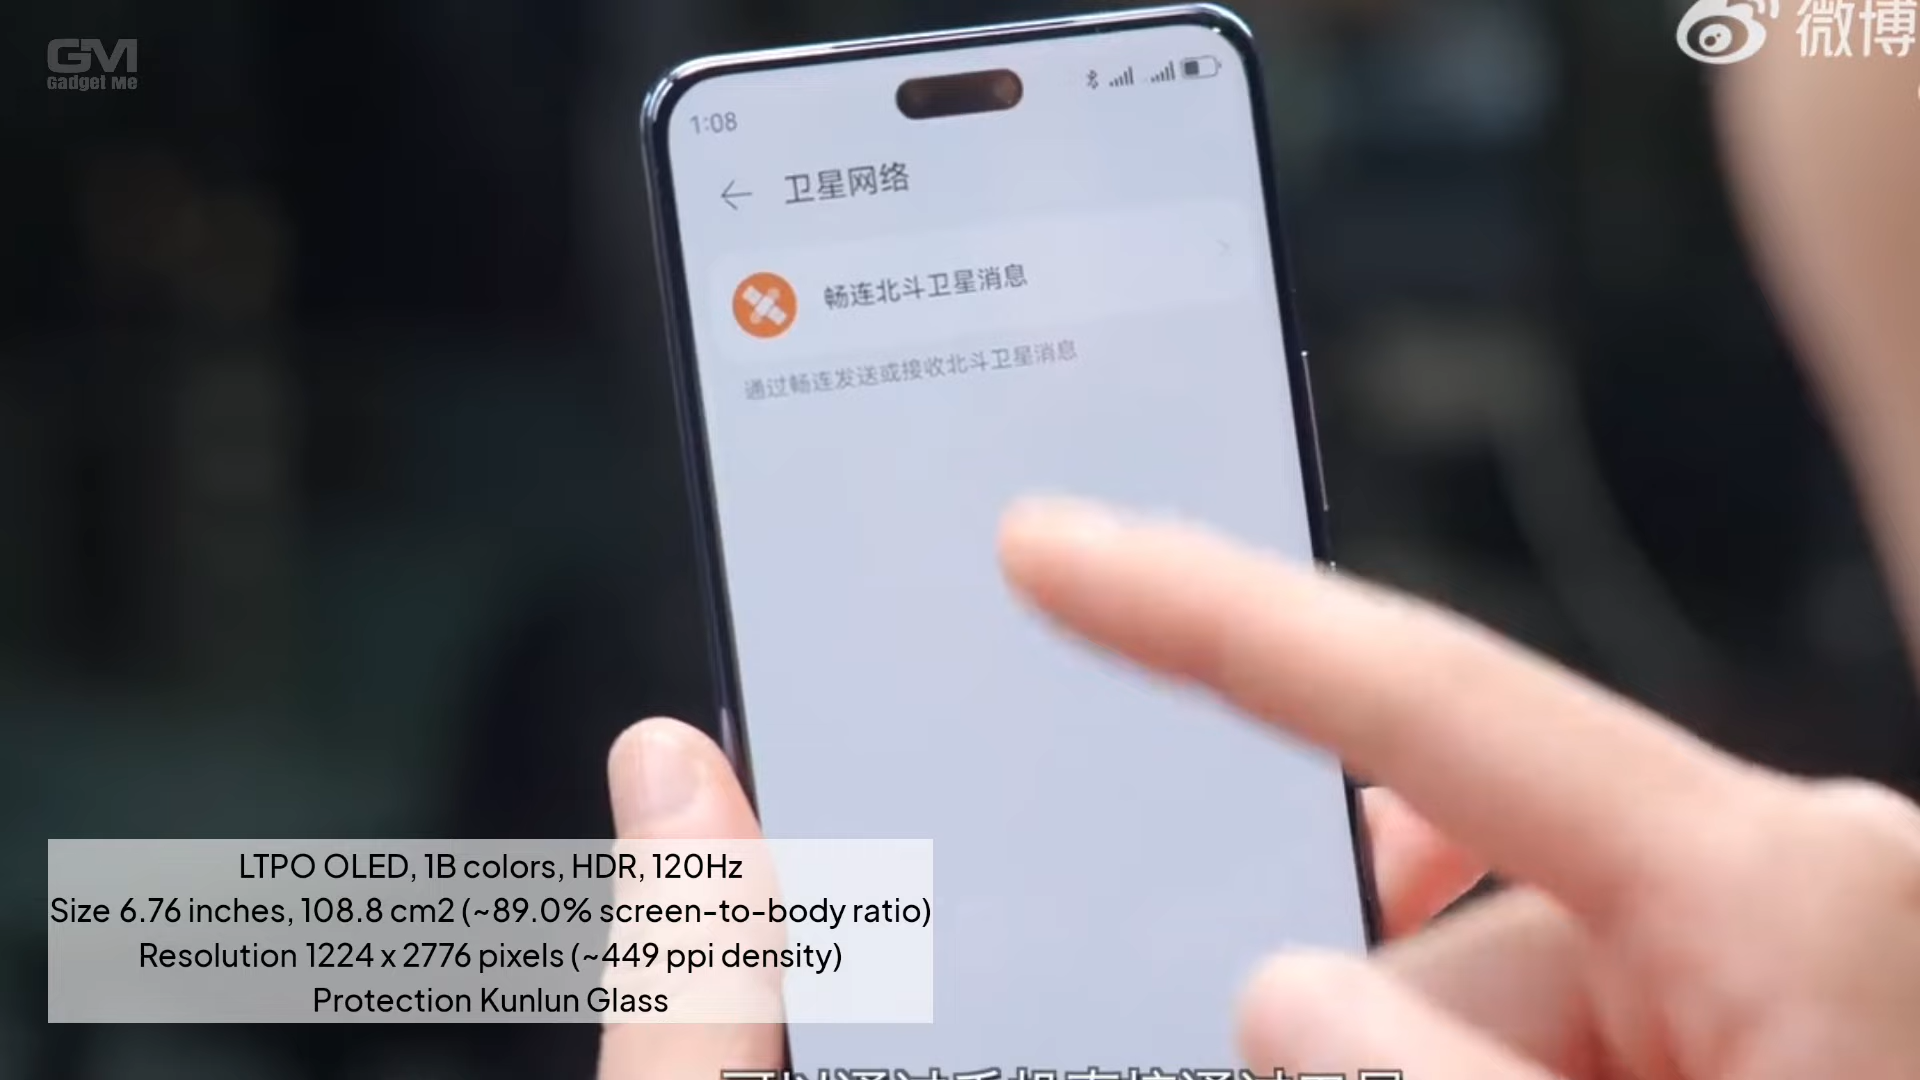 GM
Gadget Me
微博
1:08
卫星网络
畅连北斗卫星消息
通过畅连发送或接收北斗卫星消息
LTPO OLED, 1B colors, HDR, 120Hz
Size 6.76 inches, 108.8 cm2 (~89.0% screen-to-body ratio)
Resolution 1224 x 2776 pixels (~449 ppi density)
Protection Kunlun Glass